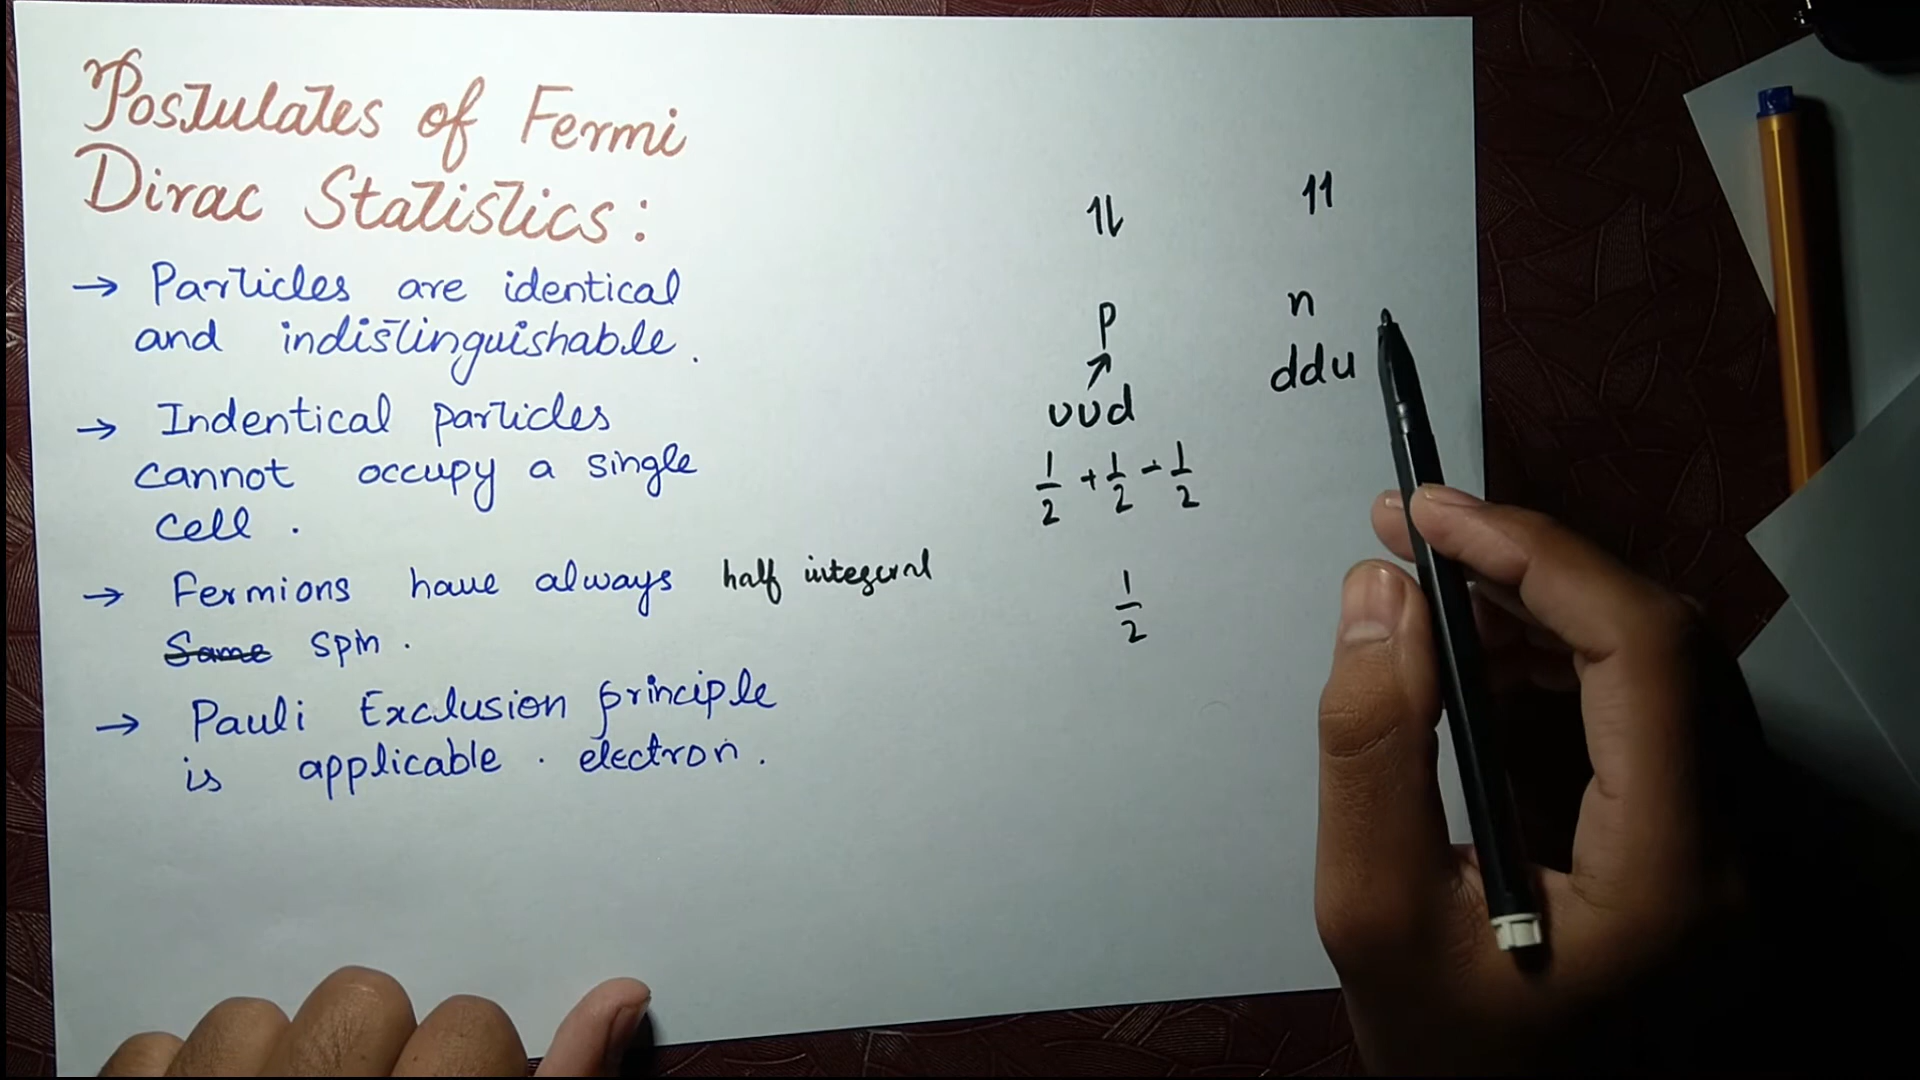 Postulates of Fermi
Dirac Statistics:
→ Particles are identical
and indistinguishable.
→ Indentical particles
cannot occupy a single
cell.
→ Fermions have always half integral
Same spin.
→ Pauli Exclusion principle
is applicable. electron.
↑↓ ↑↑
p n
↗ ddu
uud
1/2 + 1/2 - 1/2
1/2